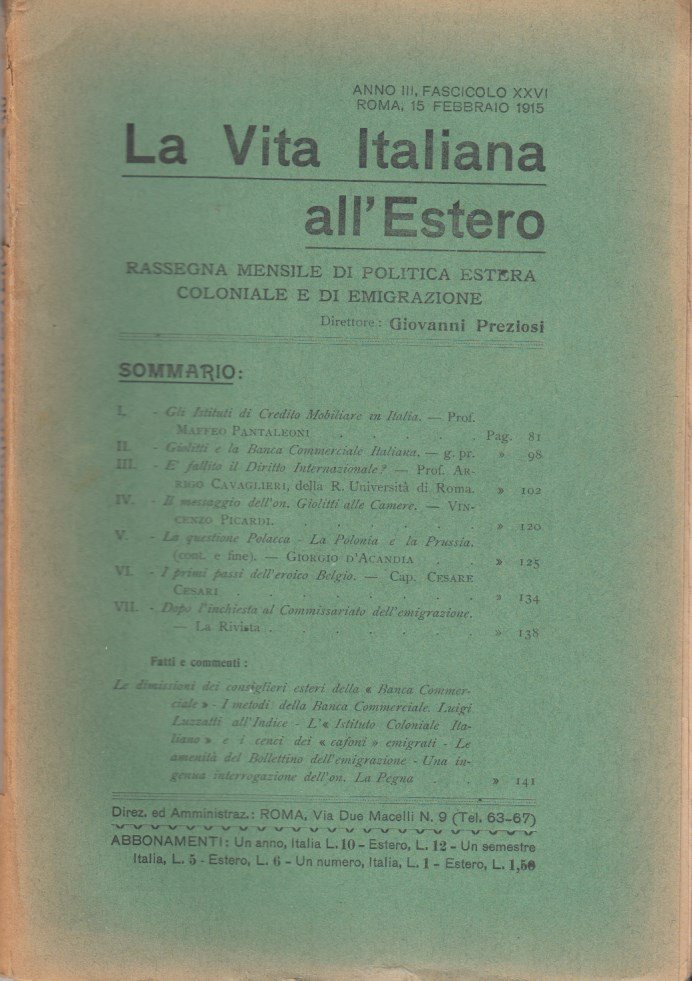 ANNO III, FASCICOLO XXVI
ROMA, 15 FEBBRAIO 1915
La Vita Italiana
all'Estero
RASSEGNA MENSILE DI POLITICA ESTERA
COLONIALE E DI EMIGRAZIONE
Direttore: Giovanni Preziosi
SOMMARIO:
I. - Gli Istituti di Credito Mobiliare in Italia. — Prof.
MAFFEO PANTALEONI . . . . . Pag. 81
II. - Giolitti e la Banca Commerciale Italiana. — g. pr. » 98
III. - E' fallito il Diritto Internazionale? — Prof. AR-
RIGO CAVAGLIERI, della R. Università di Roma. » 102
IV. - Il messaggio dell'on. Giolitti alle Camere. — VIN-
CENZO PICARDI. . . . . . . » 120
V. - La questione Polacca - La Polonia e la Prussia.
(cont. e fine). — GIORGIO D'ACANDIA . . » 125
VI. - I primi passi dell'eroico Belgio. — Cap. CESARE
CESARI . . . . . . . . » 134
VII. - Dopo l'inchiesta al Commissariato dell'emigrazione.
— LA RIVISTA . . . . . . » 138
Fatti e commenti:
Le dimissioni dei consiglieri esteri della « Banca Commer-
ciale » - I metodi della Banca Commerciale. Luigi
Luzzatti all'Indice - L'« Istituto Coloniale Ita-
liano » e i cenci dei « cafoni » emigrati - Le
amenità del Bollettino dell'emigrazione - Una in-
genua interrogazione dell'on. La Pegna . . » 141
Direz. ed Amministraz.: ROMA, Via Due Macelli N. 9 (Tel. 63-67)
ABBONAMENTI: Un anno, Italia L. 10 - Estero, L. 12 - Un semestre
Italia, L. 5 - Estero, L. 6 - Un numero, Italia, L. 1 - Estero, L. 1,50